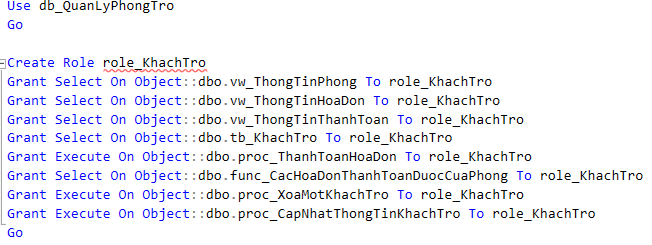 Use db_QuanLyPhongTro
Go
Create Role role_KhachTro
Grant Select On Object::dbo.vw_ThongTinPhong To role_KhachTro
Grant Select On Object::dbo.vw_ThongTinHoaDon To role_KhachTro
Grant Select On Object::dbo.vw_ThongTinThanhToan To role_KhachTro
Grant Select On Object::dbo.tb_KhachTro To role_KhachTro
Grant Execute On Object::dbo.proc_ThanhToanHoaDon To role_KhachTro
Grant Select On Object::dbo.func_CacHoaDonThanhToanDuocCuaPhong To role_KhachTro
Grant Execute On Object::dbo.proc_XoaMotKhachTro To role_KhachTro
Grant Execute On Object::dbo.proc_CapNhatThongTinKhachTro To role_KhachTro
Go